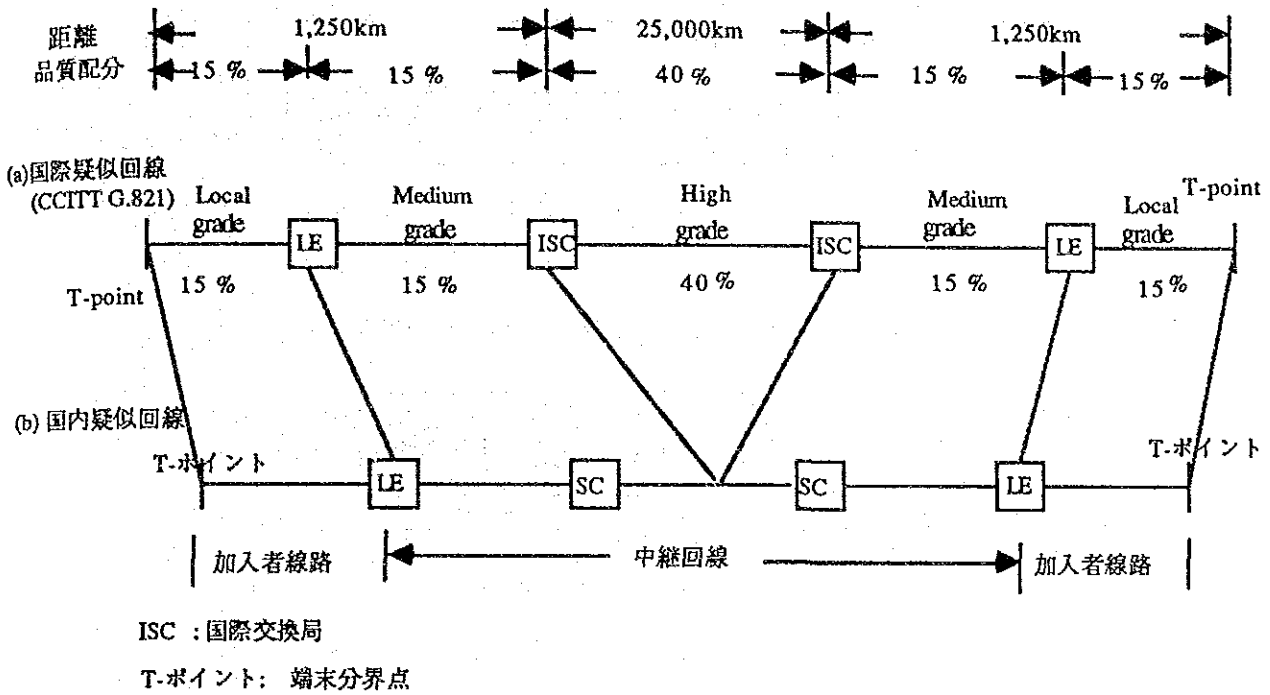 距離 1,250km 25,000km 1,250km
品質配分 15 % 15 % 40 % 15 % 15 %
(a)国際疑似回線
(CCITT G.821)
Local grade
Medium grade
High grade
Medium grade
Local grade
T-point
LE ISC ISC LE
T-point
15 % 15 % 40 % 15 % 15 %
(b) 国内疑似回線
T-ポイント T-ポイント
LE SC SC LE
加入者線路 中継回線 加入者線路
ISC :国際交換局
T-ポイント: 端末分界点